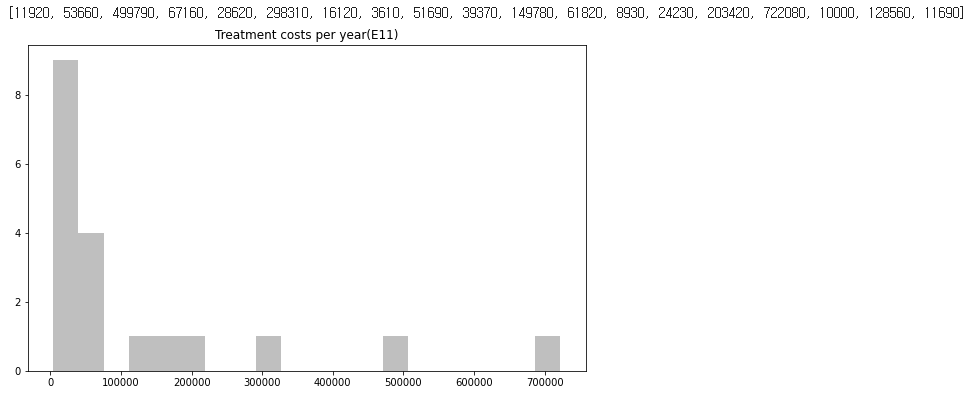 [11920, 53660, 499790, 67160, 28620, 298310, 16120, 3610, 51690, 39370, 149780, 61820, 8930, 24230, 203420, 722080, 10000, 128560, 11690]
Treatment costs per year(E11)
8
6
4
2
0
0 100000 200000 300000 400000 500000 600000 700000